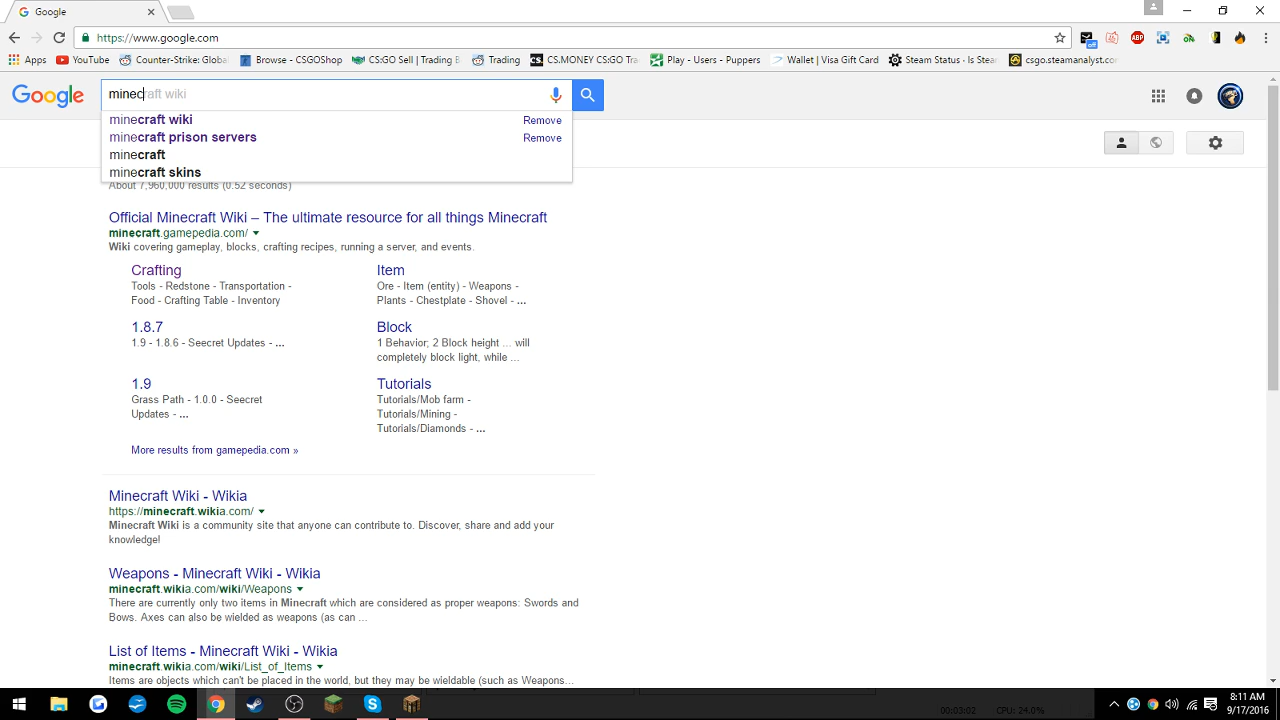 Google
https://www.google.com
Apps YouTube Counter-Strike: Globa Browse - CSGOShop CSGO Sell | Trading B Trading CS.MONEY CS:GO Tra Play - Users - Puppers Wallet | Visa Gift Card Steam Status · Is Stea csgo.steamanalyst.co
off ABP
Google
minecraft wiki
minecraft wiki Remove
minecraft prison servers Remove
minecraft
minecraft skins
About 7,960,000 results (0.52 seconds)
Official Minecraft Wiki – The ultimate resource for all things Minecraft
minecraft.gamepedia.com/
Wiki covering gameplay, blocks, crafting recipes, running a server, and events.
Crafting
Tools - Redstone - Transportation -
Food - Crafting Table - Inventory
Item
Ore - Item (entity) - Weapons -
Plants - Chestplate - Shovel - ...
1.8.7
1.9 - 1.8.6 - Seecret Updates - ...
Block
1 Behavior; 2 Block height ... will
completely block light, while ...
1.9
Grass Path - 1.0.0 - Seecret
Updates - ...
Tutorials
Tutorials/Mob farm -
Tutorials/Mining -
Tutorials/Diamonds - ...
More results from gamepedia.com »
Minecraft Wiki - Wikia
https://minecraft.wikia.com/
Minecraft Wiki is a community site that anyone can contribute to. Discover, share and add your
knowledge!
Weapons - Minecraft Wiki - Wikia
minecraft.wikia.com/wiki/Weapons
There are currently only two items in Minecraft which are considered as proper weapons: Swords and
Bows. Axes can also be wielded as weapons (as can ...
List of Items - Minecraft Wiki - Wikia
minecraft.wikia.com/wiki/List_of_Items
Items are objects which can't be placed in the world, but they may be wieldable (such as Weapons...
00:03:02 CPU: 24.0%
8:11 AM
9/17/2016